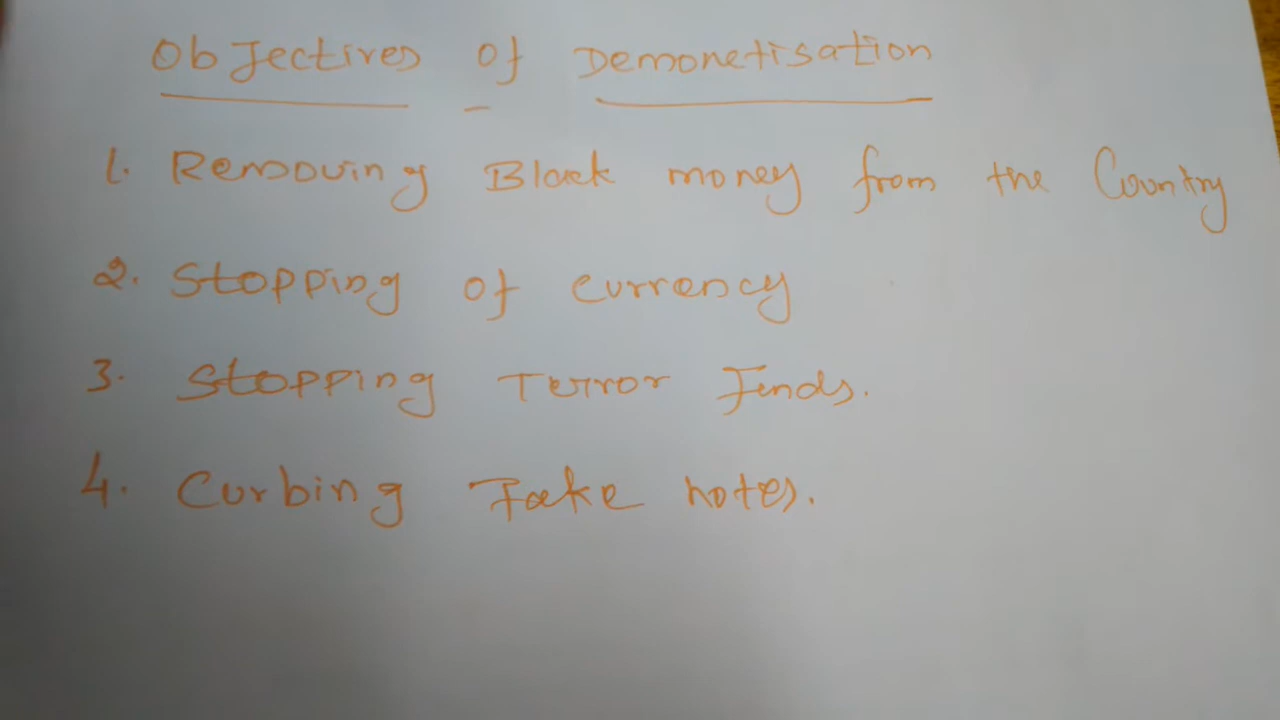 Objectives of Demonetisation
1. Removing Black money from the Country
2. Stopping of currency
3. Stopping Terror Funds.
4. Curbing Fake notes.